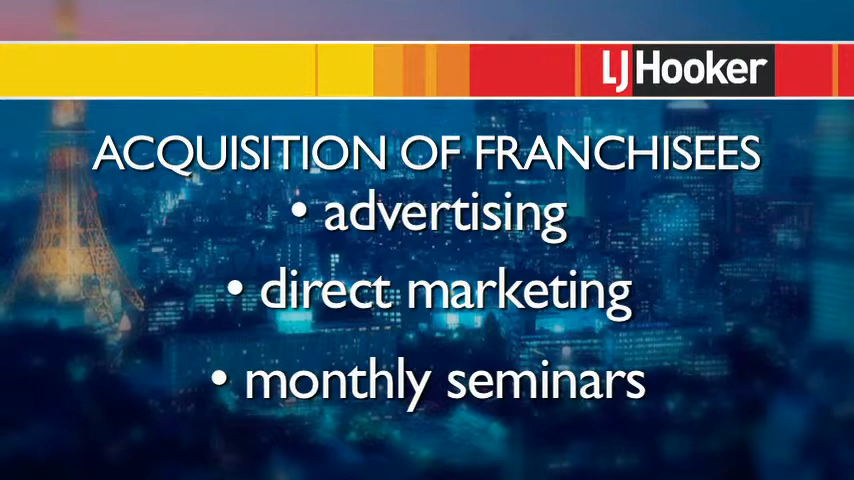 LJ Hooker
ACQUISITION OF FRANCHISEES
• advertising
• direct marketing
• monthly seminars